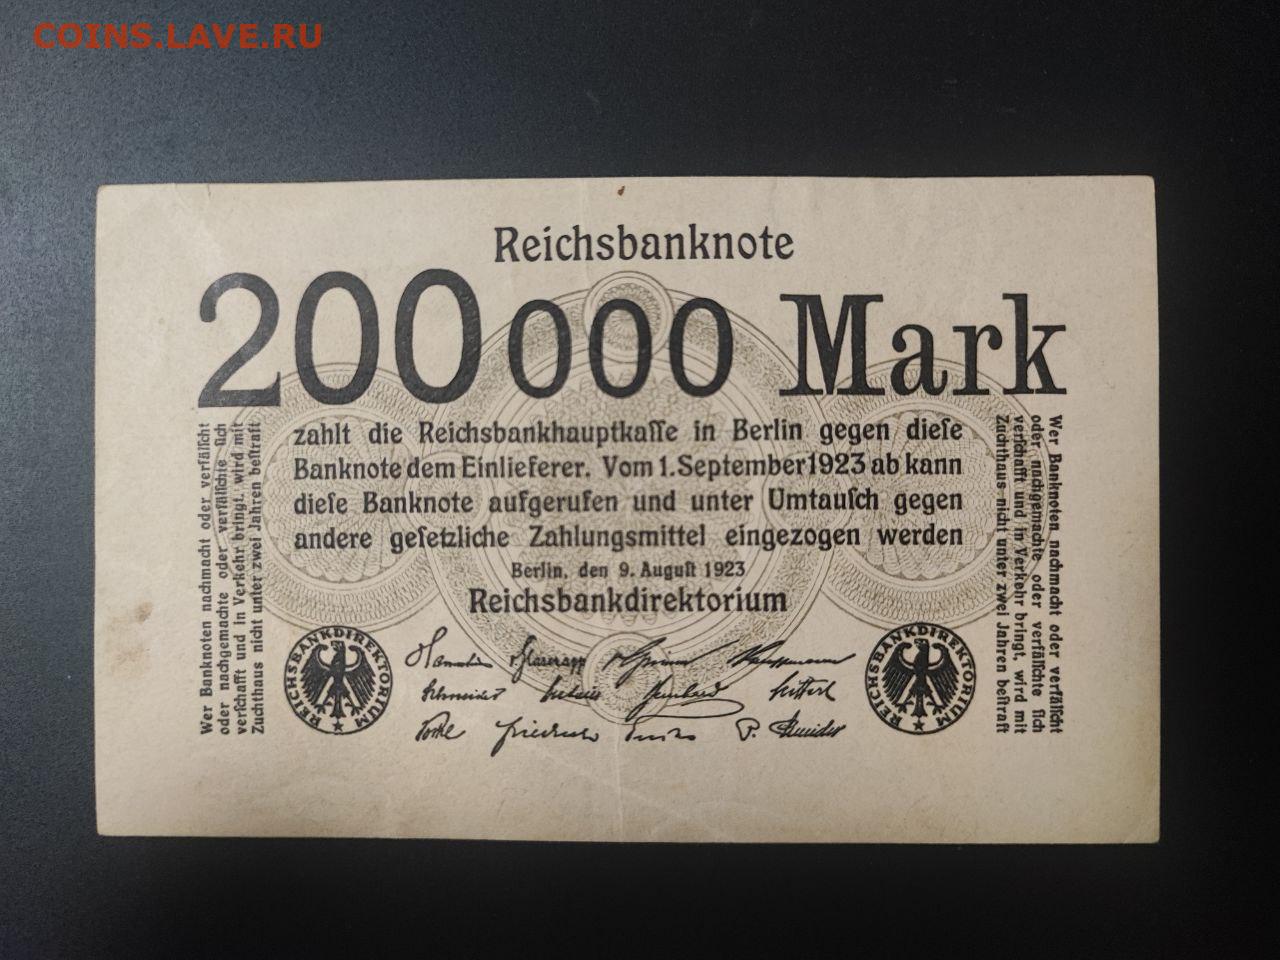 COINS.LAVE.RU
Reichsbanknote
200000 Mark
zahlt die Reichsbankhauptkaſſe in Berlin gegen dieſe
Banknote dem Einlieferer. Vom 1. September 1923 ab kann
dieſe Banknote aufgerufen und unter Umtauſch gegen
andere geſetzliche Zahlungsmittel eingezogen werden
Berlin, den 9. Auguſt 1923
Reichsbankdirektorium
Wer Banknoten nachmacht oder verfälſcht
oder nachgemachte oder verfälſchte ſich
verſchafft und in Verkehr bringt, wird mit
Zuchthaus nicht unter zwei Jahren beſtraft
Wer Banknoten nachmacht oder verfälſcht
oder nachgemachte oder verfälſchte ſich
verſchafft und in Verkehr bringt, wird mit
Zuchthaus nicht unter zwei Jahren beſtraft
REICHSBANKDIREKTORIUM
v. Glasenapp
Schneider
Friedrich
P. Schneider
REICHSBANKDIREKTORIUM